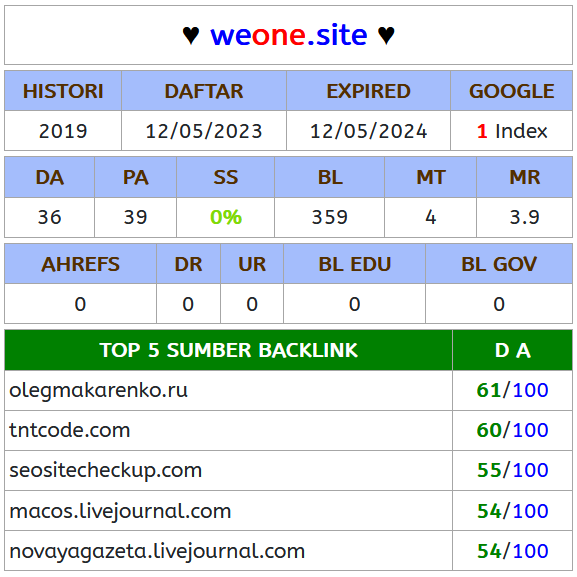 ♥ weone.site ♥
HISTORI DAFTAR EXPIRED GOOGLE
2019 12/05/2023 12/05/2024 1 Index
DA PA SS BL MT MR
36 39 0% 359 4 3.9
AHREFS DR UR BL EDU BL GOV
0 0 0 0 0
TOP 5 SUMBER BACKLINK D A
olegmakarenko.ru 61/100
tntcode.com 60/100
seositecheckup.com 55/100
macos.livejournal.com 54/100
novayagazeta.livejournal.com 54/100